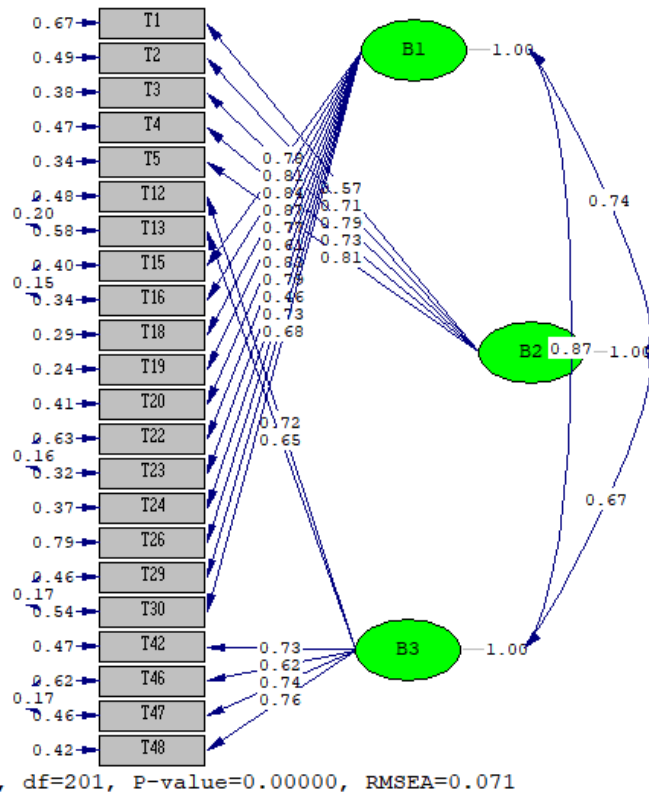 0.67 T1
0.49 T2
0.38 T3
0.47 T4
0.34 T5
0.48 T12
0.20
0.58 T13
0.40 T15
0.15
0.34 T16
0.29 T18
0.24 T19
0.41 T20
0.63 T22
0.16
0.32 T23
0.37 T24
0.79 T26
0.46 T29
0.17
0.54 T30
0.47 T42
0.62 T46
0.17
0.46 T47
0.42 T48
0.81
0.84
0.87
0.77
0.61
0.79
0.46
0.73
0.68
0.57
0.71
0.79
0.73
0.81
0.72
0.65
0.73
0.62
0.74
0.76
B1 1.00
B2 0.87 1.00
B3 1.00
0.74
0.67
, df=201, P-value=0.00000, RMSEA=0.071